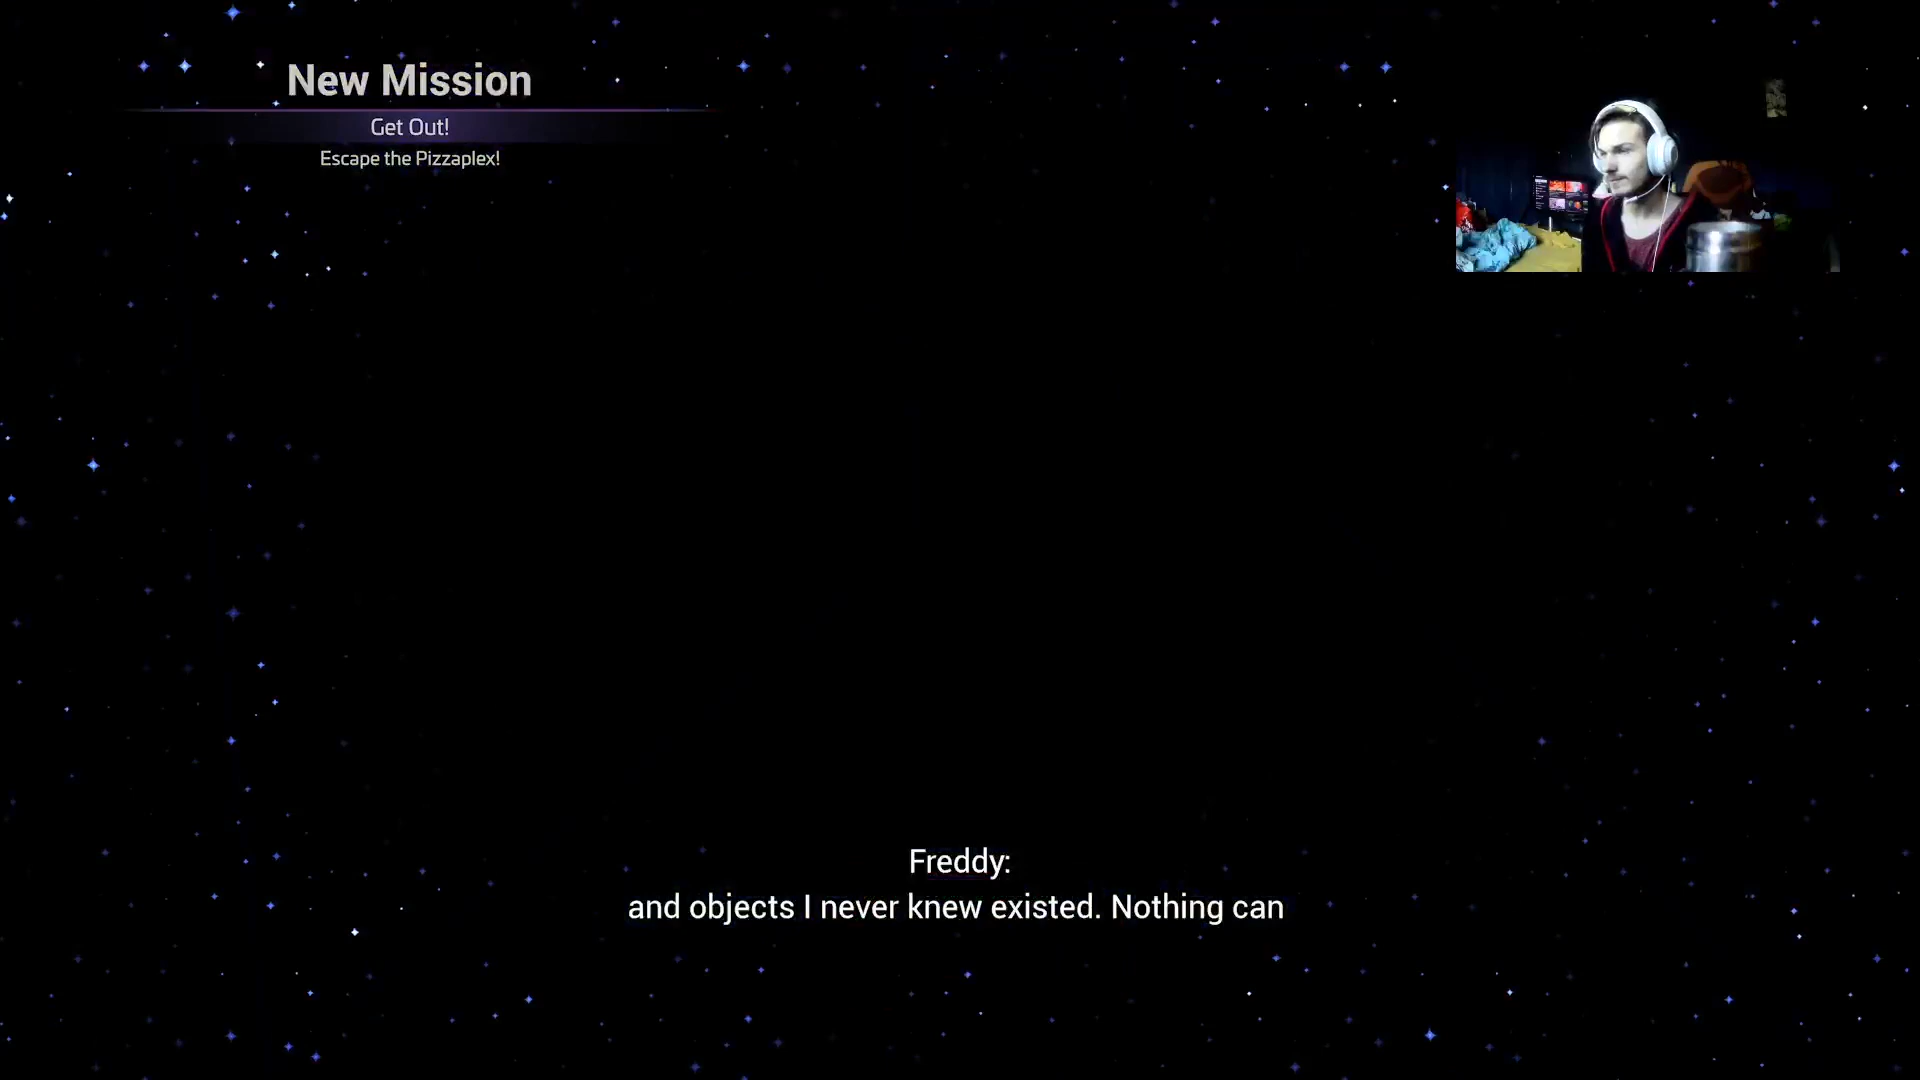 New Mission
Get Out!
Escape the Pizzaplex!
Freddy:
and objects I never knew existed. Nothing can